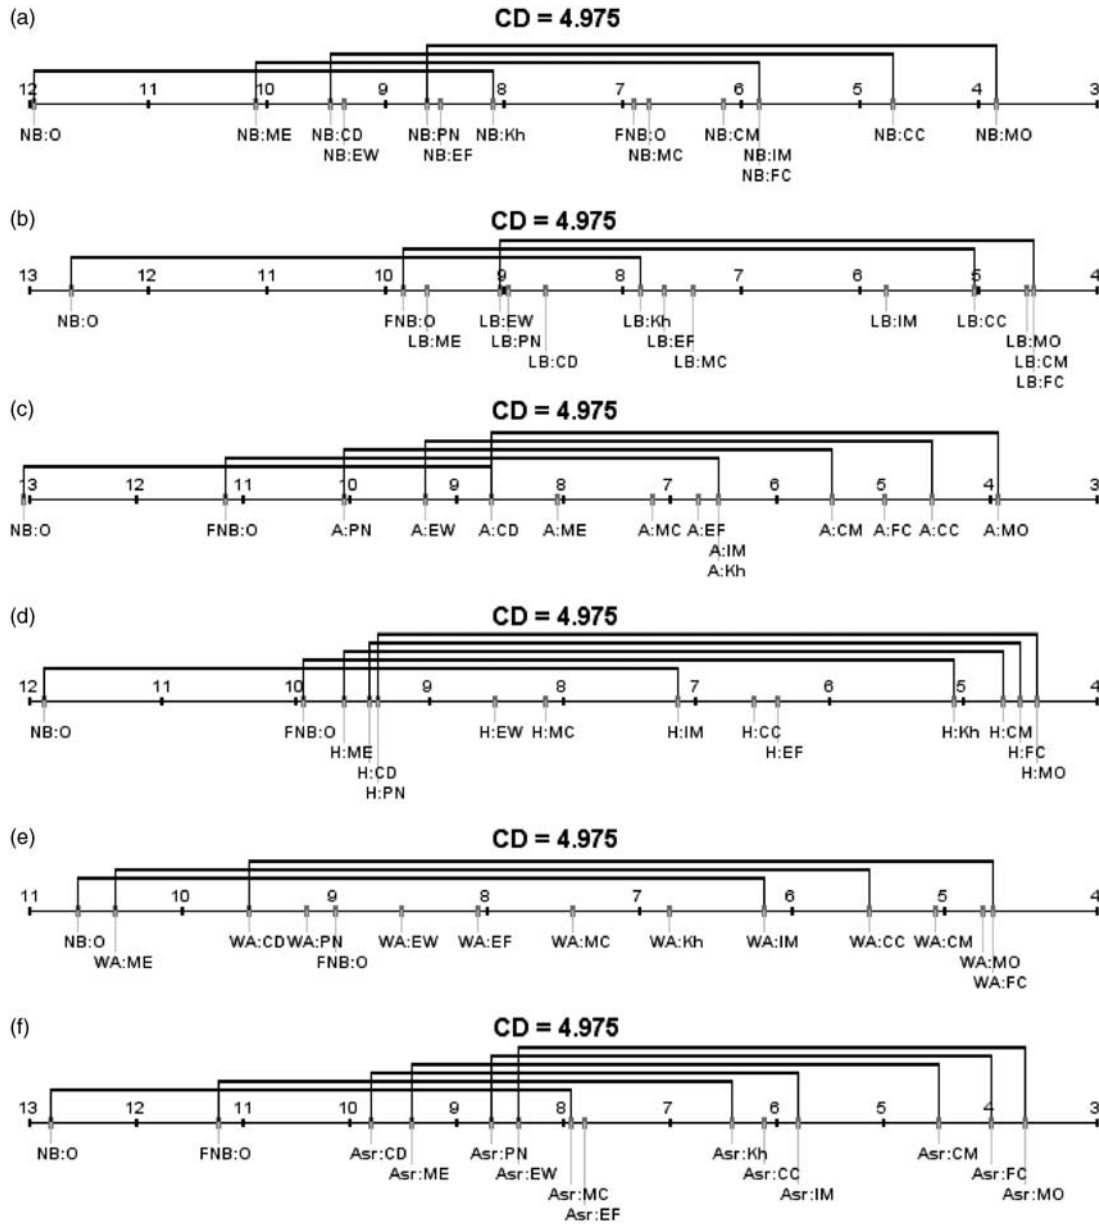 (a)
CD = 4.975
12 11 10 9 8 7 6 5 4 3
NB:O NB:ME NB:CD NB:PN NB:Kh FNB:O NB:CM NB:CC NB:MO
NB:EW NB:EF NB:MC NB:IM
NB:FC
(b)
CD = 4.975
13 12 11 10 9 8 7 6 5 4
NB:O FNB:O LB:EW LB:Kh LB:IM LB:CC
LB:ME LB:PN LB:EF LB:MO
LB:CD LB:MC LB:CM
LB:FC
(c)
CD = 4.975
13 12 11 10 9 8 7 6 5 4 3
NB:O FNB:O A:PN A:EW A:CD A:ME A:MC A:EF A:CM A:FC A:CC A:MO
A:IM
A:Kh
(d)
CD = 4.975
12 11 10 9 8 7 6 5 4
NB:O FNB:O H:EW H:MC H:IM H:CC H:Kh H:CM
H:ME H:EF H:FC
H:CD H:MO
H:PN
(e)
CD = 4.975
11 10 9 8 7 6 5 4
NB:O WA:CD WA:PN WA:EW WA:EF WA:MC WA:Kh WA:IM WA:CC WA:CM
WA:ME FNB:O WA:MO
WA:FC
(f)
CD = 4.975
13 12 11 10 9 8 7 6 5 4 3
NB:O FNB:O Asr:CD Asr:PN Asr:Kh Asr:CM
Asr:ME Asr:EW Asr:CC Asr:FC
Asr:MC Asr:IM Asr:MO
Asr:EF